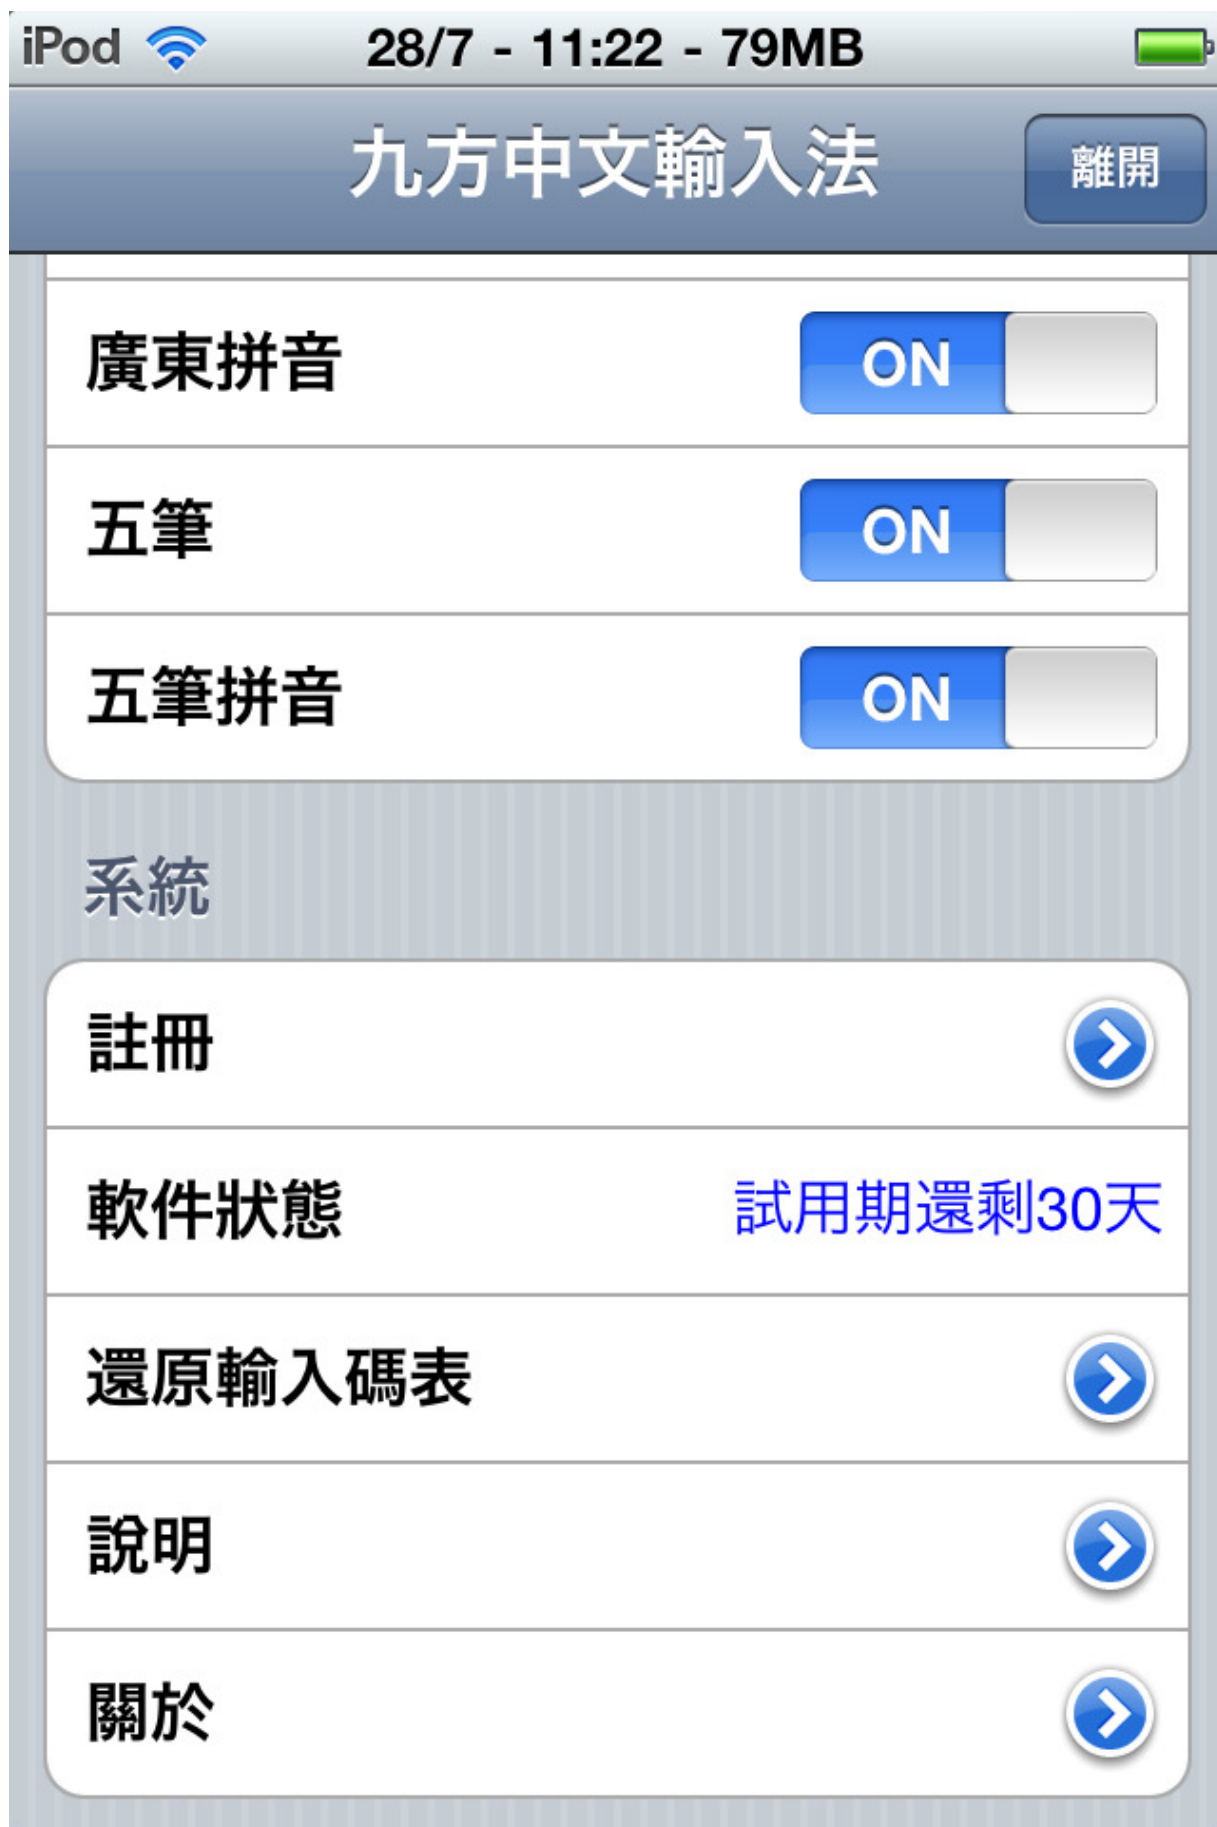 iPod 28/7 - 11:22 - 79MB
九方中文輸入法 離開
廣東拼音 ON
五筆 ON
五筆拼音 ON
系統
註冊
軟件狀態 試用期還剩30天
還原輸入碼表
說明
關於